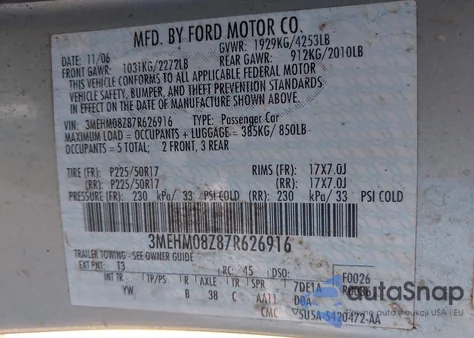 MFD. BY FORD MOTOR CO.
DATE: 11/06 GVWR: 1929KG/4253LB
FRONT GAWR: 1031KG/2272LB REAR GAWR: 912KG/2010LB
THIS VEHICLE CONFORMS TO ALL APPLICABLE FEDERAL MOTOR
VEHICLE SAFETY, BUMPER, AND THEFT PREVENTION STANDARDS
IN EFFECT ON THE DATE OF MANUFACTURE SHOWN ABOVE.
VIN: 3MEHM08Z87R626916 TYPE: Passenger Car
MAXIMUM LOAD = OCCUPANTS + LUGGAGE = 385KG/850LB
OCCUPANTS = 5 TOTAL: 2 FRONT, 3 REAR
TIRE (FR): P225/50R17 RIMS (FR): 17X7.0J
(RR): P225/50R17 (RR): 17X7.0J
PRESSURE (FR): 230 kPa/ 33 PSI COLD (RR): 230 kPa/ 33 PSI COLD
3MEHM08Z87R626916
TRAILER TOWING - SEE OWNER GUIDE
EXT PNT: T3 RC: 45 DSO: F0026
INT TR TP/PS R AXLE TR SPR
YW B 38 C AA11 DOA
7DE1A
autoSnap
CMC 5U5A-5420472-AA